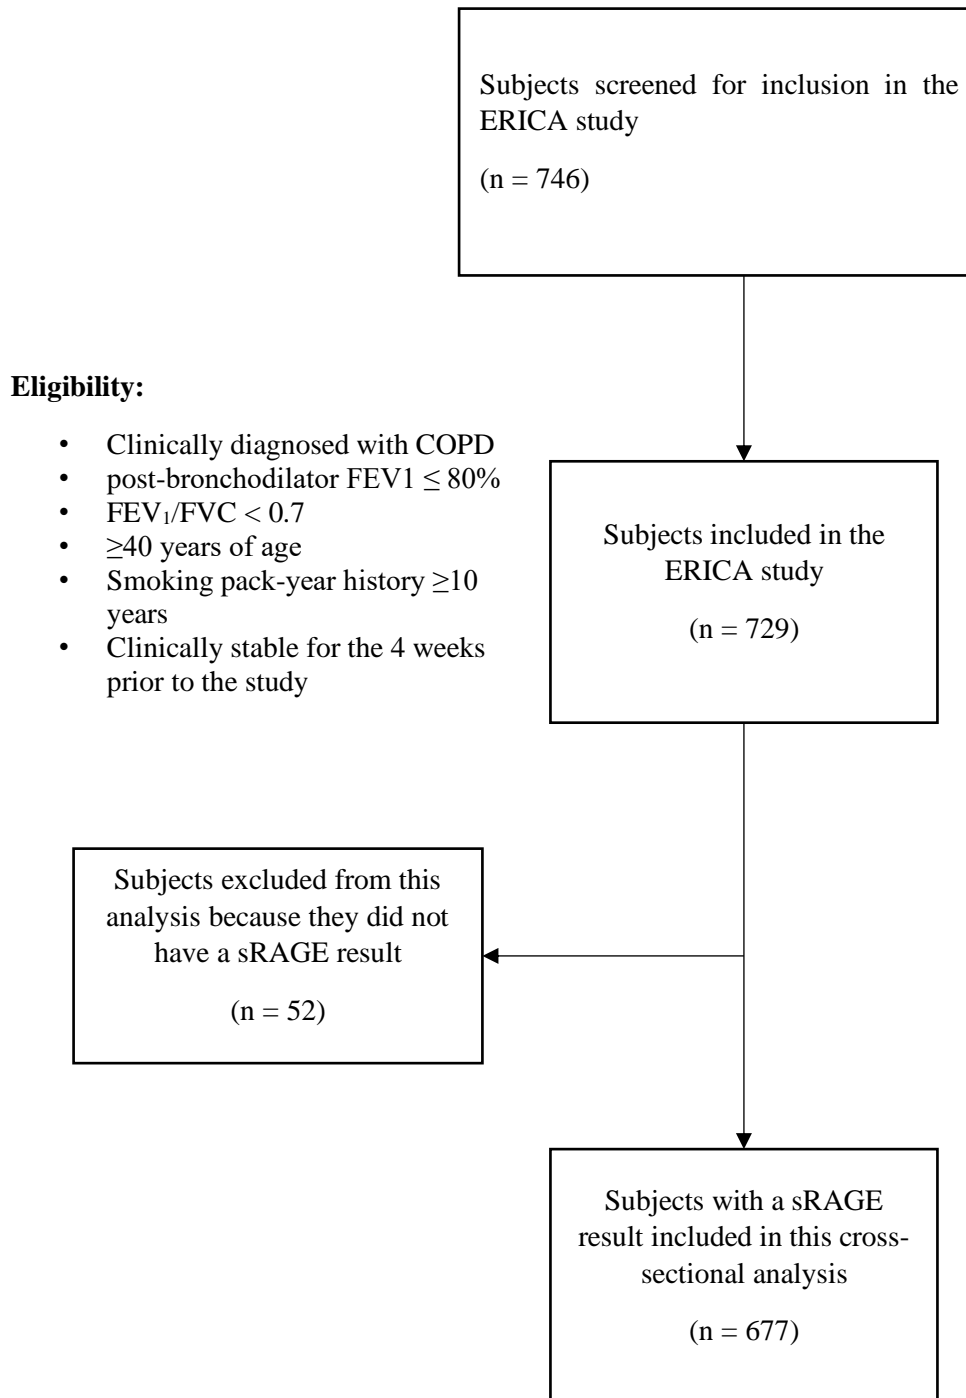 Subjects screened for inclusion in the
ERICA study
(n = 746)
Eligibility:
• Clinically diagnosed with COPD
• post-bronchodilator FEV1 ≤ 80%
• FEV₁/FVC < 0.7
• ≥40 years of age
• Smoking pack-year history ≥10
years
• Clinically stable for the 4 weeks
prior to the study
Subjects included in the
ERICA study
(n = 729)
Subjects excluded from this
analysis because they did not
have a sRAGE result
(n = 52)
Subjects with a sRAGE
result included in this cross-
sectional analysis
(n = 677)